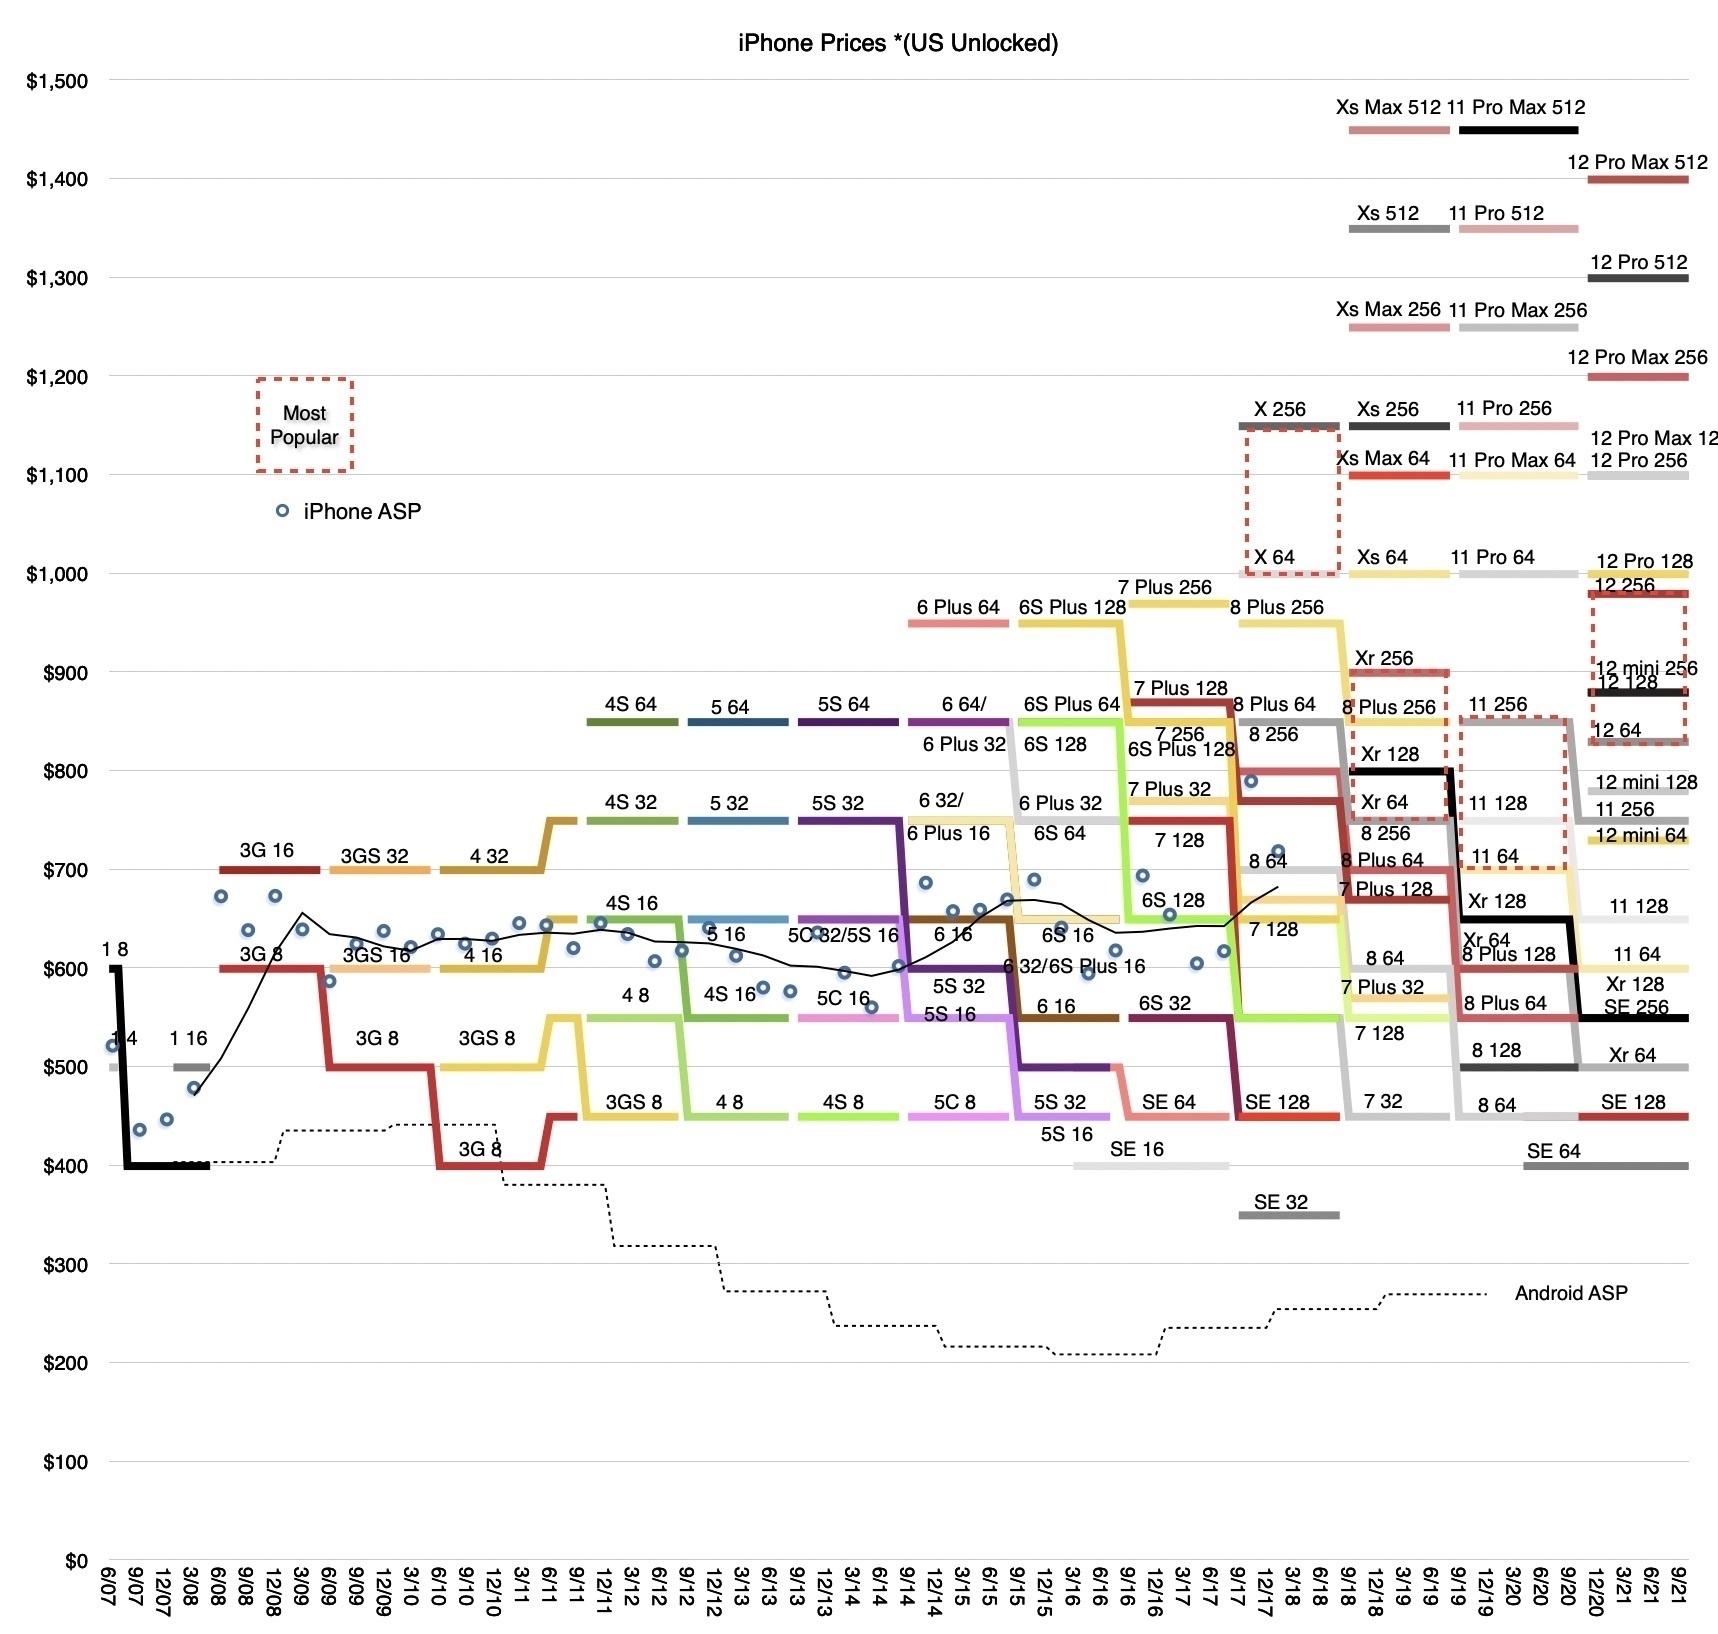 iPhone Prices *(US Unlocked)
$1,500
Xs Max 512 11 Pro Max 512
12 Pro Max 512
$1,400
Xs 512 11 Pro 512
12 Pro 512
$1,300
Xs Max 256 11 Pro Max 256
12 Pro Max 256
$1,200
Most
Popular
X 256 Xs 256 11 Pro 256
12 Pro Max 12
Xs Max 64 11 Pro Max 64 12 Pro 256
$1,100
iPhone ASP
X 64 Xs 64 11 Pro 64 12 Pro 128
$1,000
7 Plus 256 12 256
6 Plus 64 6S Plus 128 8 Plus 256
Xr 256 12 mini 256
$900
7 Plus 128 12 128
4S 64 5 64 5S 64 6 64/ 6S Plus 64 8 Plus 64 8 Plus 256 11 256
7 256 8 256 12 64
6 Plus 32 6S 128 6S Plus 128
Xr 128
$800
7 Plus 32 12 mini 128
4S 32 5 32 5S 32 6 32/ 6 Plus 32 Xr 64 11 128 11 256
6 Plus 16 6S 64 7 128 8 256 12 mini 64
3G 16 3GS 32 4 32 8 64 8 Plus 64 11 64
$700
7 Plus 128
4S 16 6S 128 Xr 128 11 128
5 16 5C 32/5S 16 6 16 6S 16 7 128 Xr 64
1 8 3G 8 3GS 16 4 16 8 64 8 Plus 128 11 64
$600
6 32/6S Plus 16
4 8 4S 16 5C 16 5S 32 7 Plus 32 Xr 128
5S 16 6 16 6S 32 8 Plus 64 SE 256
1 4 1 16 3G 8 3GS 8 7 128 8 128 Xr 64
$500
3GS 8 4 8 4S 8 5C 8 5S 32 SE 64 SE 128 7 32 8 64 SE 128
5S 16
3G 8 SE 16 SE 64
$400
SE 32
$300
Android ASP
$200
$100
$0
6/07 9/07 12/07 3/08 6/08 9/08 12/08 3/09 6/09 9/09 12/09 3/10 6/10 9/10 12/10 3/11 6/11 9/11 12/11 3/12 6/12 9/12 12/12 3/13 6/13 9/13 12/13 3/14 6/14 9/14 12/14 3/15 6/15 9/15 12/15 3/16 6/16 9/16 12/16 3/17 6/17 9/17 12/17 3/18 6/18 9/18 12/18 3/19 6/19 9/19 12/19 3/20 6/20 9/20 12/20 3/21 6/21 9/21